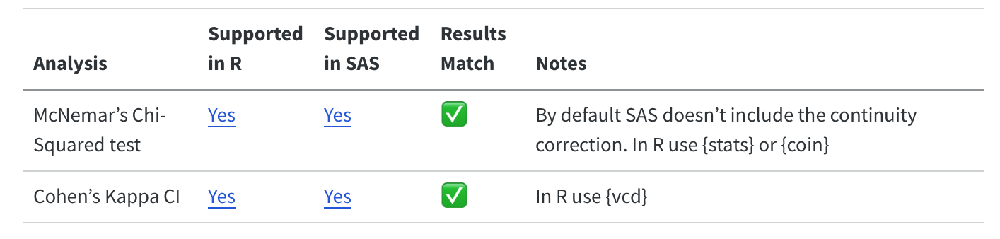 Analysis Supported in R Supported in SAS Results Match Notes
McNemar’s Chi-Squared test Yes Yes ✅ By default SAS doesn’t include the continuity correction. In R use {stats} or {coin}
Cohen’s Kappa CI Yes Yes ✅ In R use {vcd}